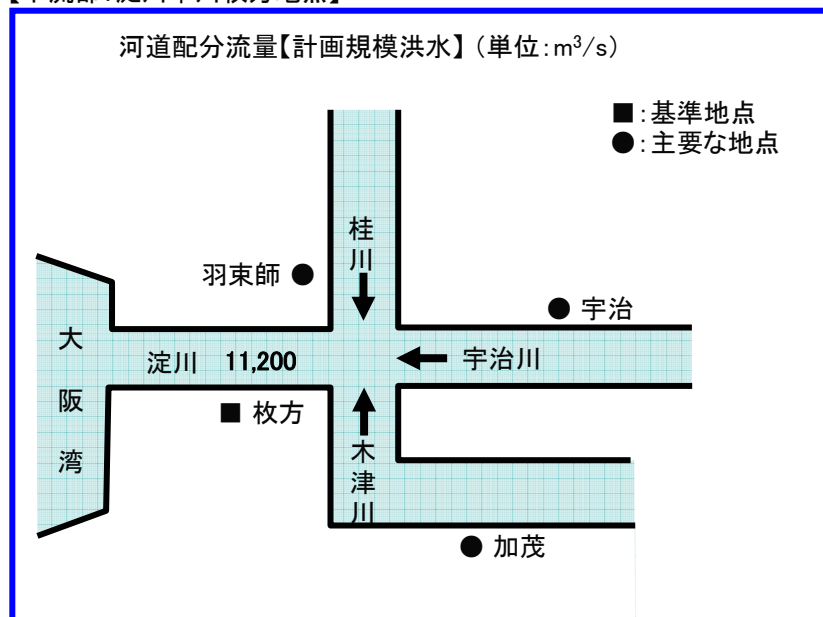 河道配分流量【計画規模洪水】（単位：m³/s）
■：基準地点
●：主要な地点
桂川
羽束師 ●
● 宇治
大阪湾
淀川 11,200
宇治川
■ 枚方
木津川
● 加茂